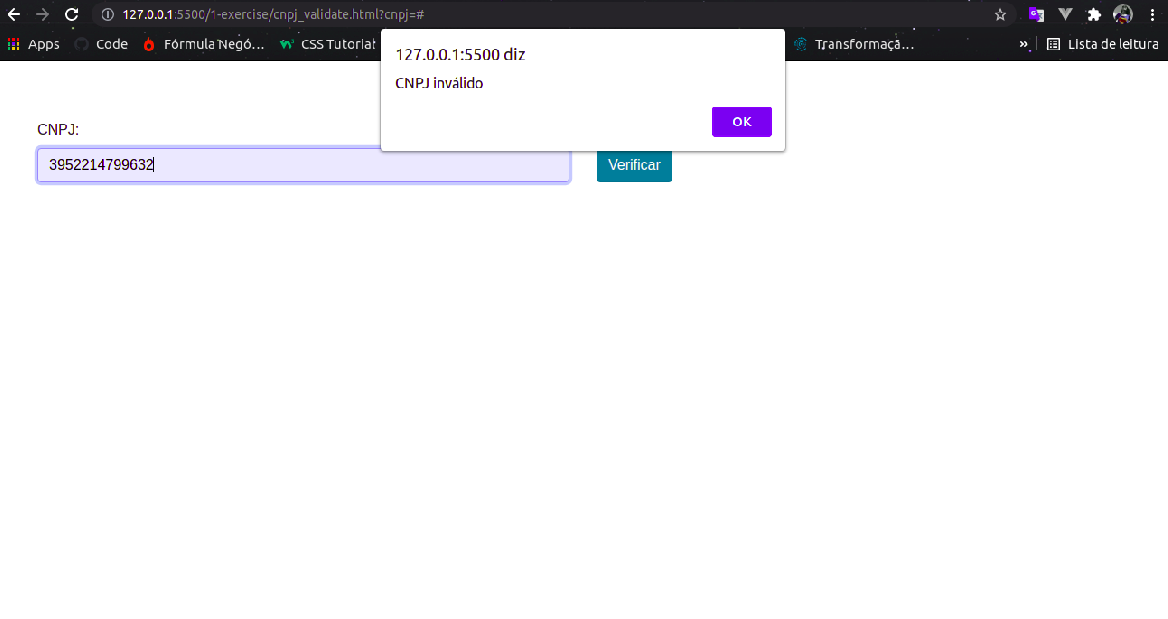 127.0.0.1:5500/1-exercise/cnpj_validate.html?cnpj=#
Apps Code Fórmula Negó... CSS Tutorial Transformaçã... » Lista de leitura
127.0.0.1:5500 diz
CNPJ inválido
OK
CNPJ:
3952214799632 Verificar